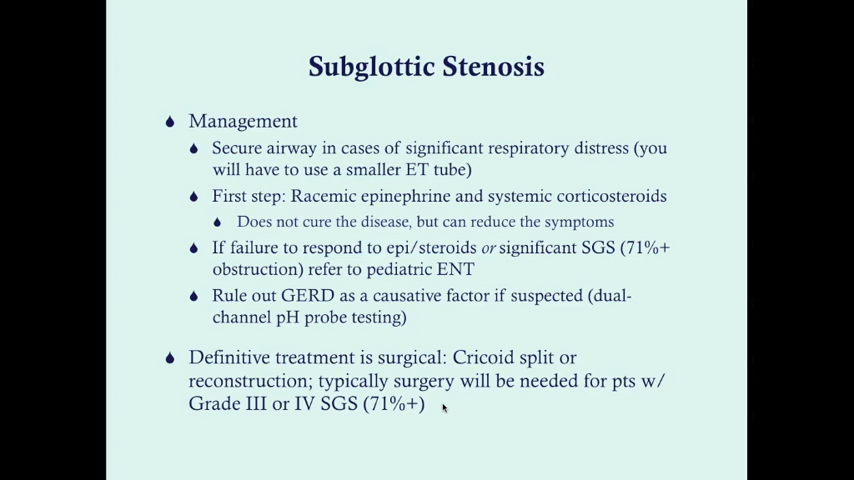 Subglottic Stenosis
Management
Secure airway in cases of significant respiratory distress (you
will have to use a smaller ET tube)
First step: Racemic epinephrine and systemic corticosteroids
Does not cure the disease, but can reduce the symptoms
If failure to respond to epi/steroids or significant SGS (71%+
obstruction) refer to pediatric ENT
Rule out GERD as a causative factor if suspected (dual-
channel pH probe testing)
Definitive treatment is surgical: Cricoid split or
reconstruction; typically surgery will be needed for pts w/
Grade III or IV SGS (71%+)